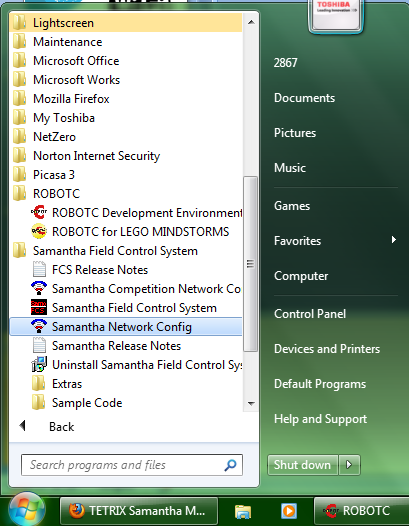 Lightscreen
Maintenance
Microsoft Office
Microsoft Works
Mozilla Firefox
My Toshiba
NetZero
Norton Internet Security
Picasa 3
ROBOTC
ROBOTC Development Environment
ROBOTC for LEGO MINDSTORMS
Samantha Field Control System
FCS Release Notes
Samantha Competition Network Co
Samantha Field Control System
Samantha Network Config
Samantha Release Notes
Uninstall Samantha Field Control Sy
Extras
Sample Code
Back
Search programs and files
TOSHIBA
Leading Innovation
2867
Documents
Pictures
Music
Games
Favorites
Computer
Control Panel
Devices and Printers
Default Programs
Help and Support
Shut down
TETRIX Samantha M...
ROBOTC